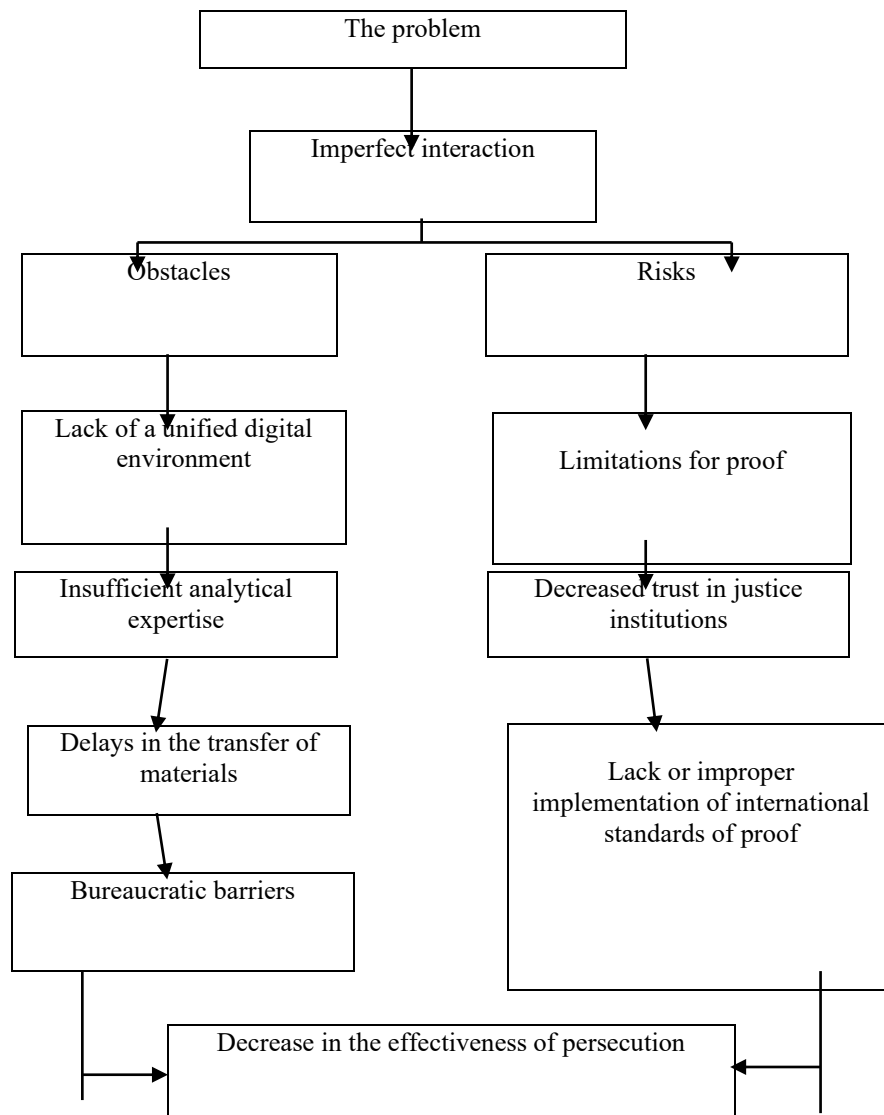 The problem
Imperfect interaction
Obstacles
Risks
Lack of a unified digital
environment
Limitations for proof
Insufficient analytical
expertise
Decreased trust in justice
institutions
Delays in the transfer of
materials
Lack or improper
implementation of international
standards of proof
Bureaucratic barriers
Decrease in the effectiveness of persecution